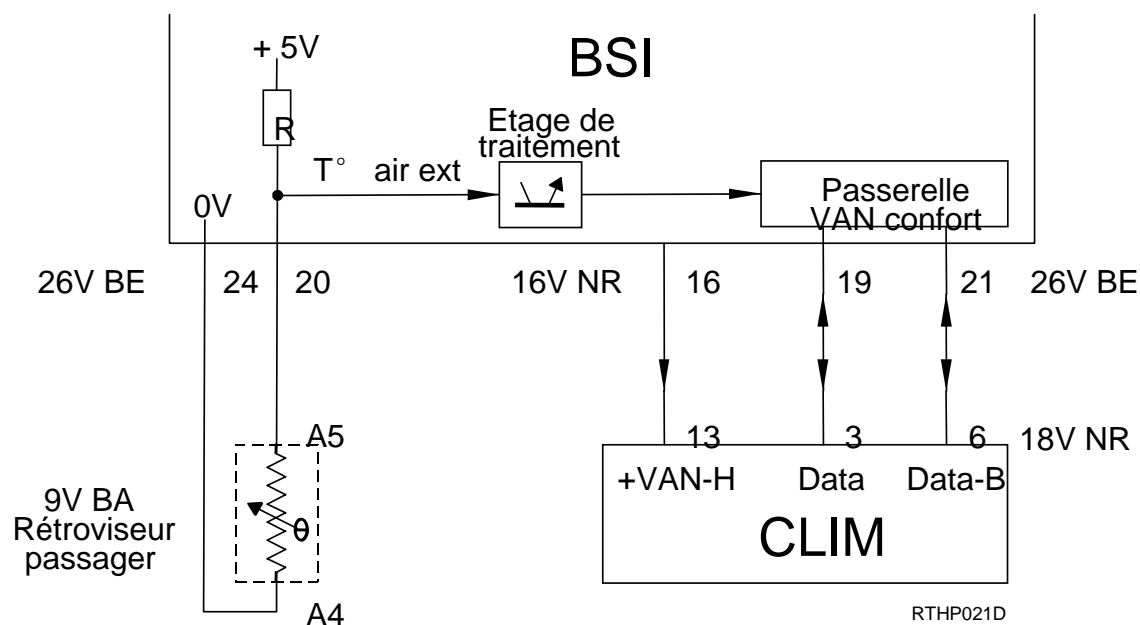 + 5V
BSI
R
Etage de
traitement
T° air ext
Passerelle
VAN confort
0V
26V BE 24 20 16V NR 16 19 21 26V BE
A5
13 3 6 18V NR
+VAN-H Data Data-B
9V BA
Rétroviseur
passager
θ
CLIM
A4
RTHP021D